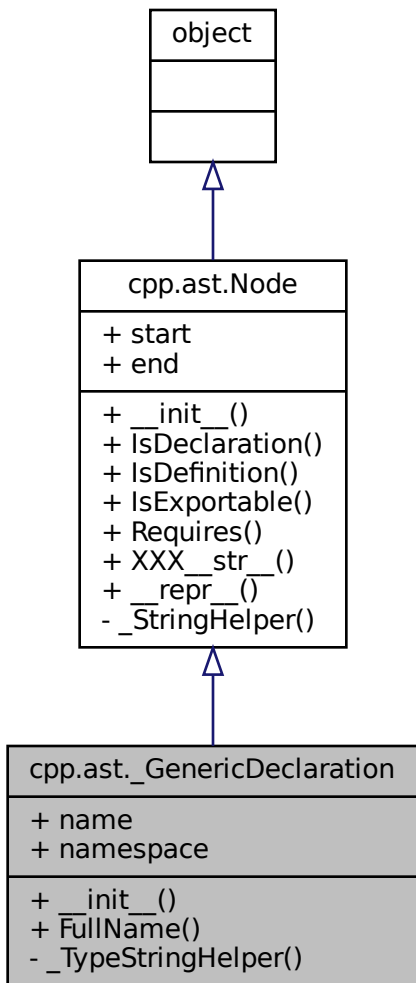 object
cpp.ast.Node
+ start
+ end
+ __init__()
+ IsDeclaration()
+ IsDefinition()
+ IsExportable()
+ Requires()
+ XXX__str__()
+ __repr__()
- _StringHelper()
cpp.ast._GenericDeclaration
+ name
+ namespace
+ __init__()
+ FullName()
- _TypeStringHelper()